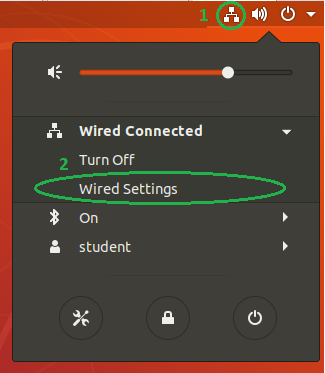 1
Wired Connected
2
Turn Off
Wired Settings
On
student